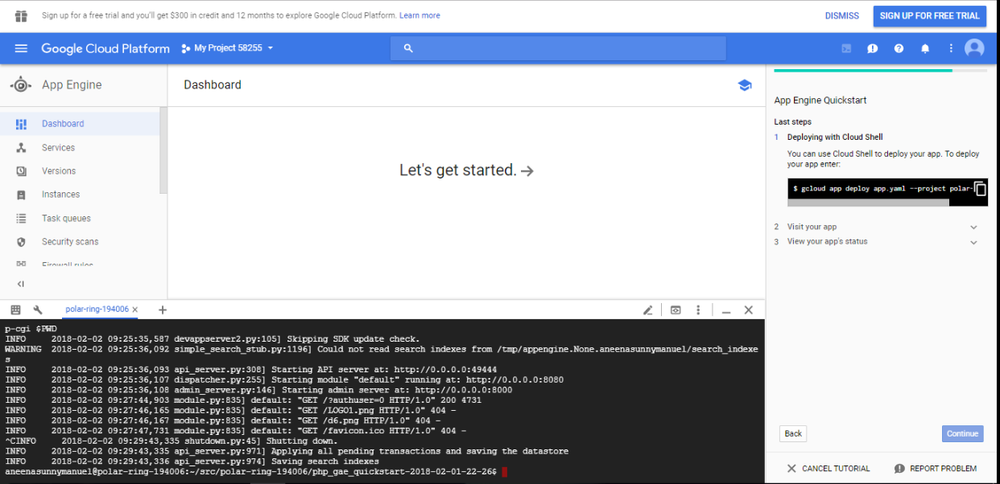 Sign up for a free trial and you'll get $300 in credit and 12 months to explore Google Cloud Platform. Learn more
DISMISS
SIGN UP FOR FREE TRIAL
Google Cloud Platform
My Project 58255
App Engine
Dashboard
Dashboard
Services
Versions
Instances
Task queues
Security scans
Firewall rules
Let's get started.
App Engine Quickstart
Last steps
1 Deploying with Cloud Shell
You can use Cloud Shell to deploy your app. To deploy
your app enter:
$ gcloud app deploy app.yaml --project polar-
2 Visit your app
3 View your app's status
Back
Continue
CANCEL TUTORIAL
REPORT PROBLEM
polar-ring-194006
p-cgi $PWD
INFO 2018-02-02 09:25:35,587 devappserver2.py:105] Skipping SDK update check.
WARNING 2018-02-02 09:25:36,092 simple_search_stub.py:1196] Could not read search indexes from /tmp/appengine.None.aneenasunnymanuel/search_indexe
s
INFO 2018-02-02 09:25:36,093 api_server.py:308] Starting API server at: http://0.0.0.0:49444
INFO 2018-02-02 09:25:36,107 dispatcher.py:255] Starting module "default" running at: http://0.0.0.0:8080
INFO 2018-02-02 09:25:36,108 admin_server.py:146] Starting admin server at: http://0.0.0.0:8000
INFO 2018-02-02 09:27:44,903 module.py:835] default: "GET /?authuser=0 HTTP/1.0" 200 4731
INFO 2018-02-02 09:27:46,165 module.py:835] default: "GET /LOGO1.png HTTP/1.0" 404 -
INFO 2018-02-02 09:27:46,167 module.py:835] default: "GET /d6.png HTTP/1.0" 404 -
INFO 2018-02-02 09:27:47,731 module.py:835] default: "GET /favicon.ico HTTP/1.0" 404 -
^CINFO 2018-02-02 09:29:43,335 shutdown.py:45] Shutting down.
INFO 2018-02-02 09:29:43,335 api_server.py:971] Applying all pending transactions and saving the datastore
INFO 2018-02-02 09:29:43,336 api_server.py:974] Saving search indexes
aneenasunnymanuel@polar-ring-194006:~/src/polar-ring-194006/php_gae_quickstart-2018-02-01-22-26$